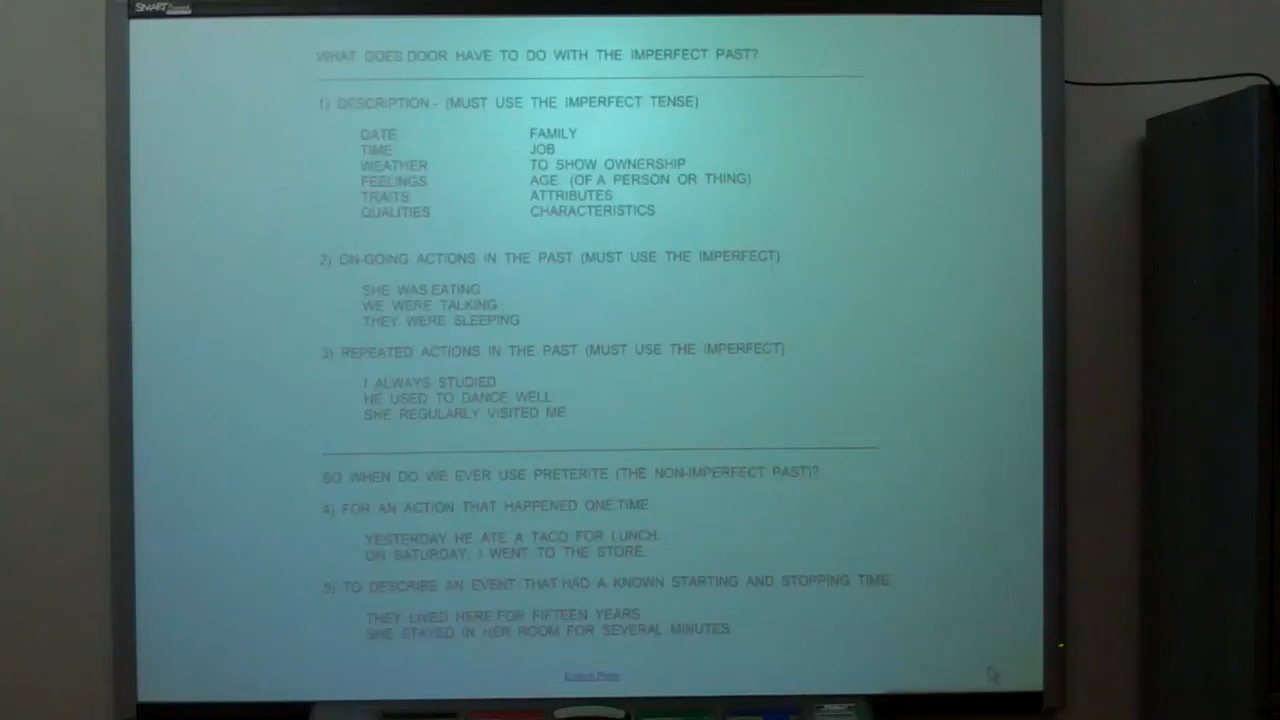 SMART
WHAT DOES DOOR HAVE TO DO WITH THE IMPERFECT PAST?
1) DESCRIPTION - (MUST USE THE IMPERFECT TENSE)
DATE FAMILY
TIME JOB
WEATHER TO SHOW OWNERSHIP
FEELINGS AGE (OF A PERSON OR THING)
TRAITS ATTRIBUTES
QUALITIES CHARACTERISTICS
2) ON-GOING ACTIONS IN THE PAST (MUST USE THE IMPERFECT)
SHE WAS EATING
WE WERE TALKING
THEY WERE SLEEPING
3) REPEATED ACTIONS IN THE PAST (MUST USE THE IMPERFECT)
I ALWAYS STUDIED
HE USED TO DANCE WELL
SHE REGULARLY VISITED ME
SO WHEN DO WE EVER USE PRETERITE (THE NON-IMPERFECT PAST)?
4) FOR AN ACTION THAT HAPPENED ONE TIME
YESTERDAY HE ATE A TACO FOR LUNCH.
ON SATURDAY, I WENT TO THE STORE.
5) TO DESCRIBE AN EVENT THAT HAD A KNOWN STARTING AND STOPPING TIME
THEY LIVED HERE FOR FIFTEEN YEARS
SHE STAYED IN HER ROOM FOR SEVERAL MINUTES